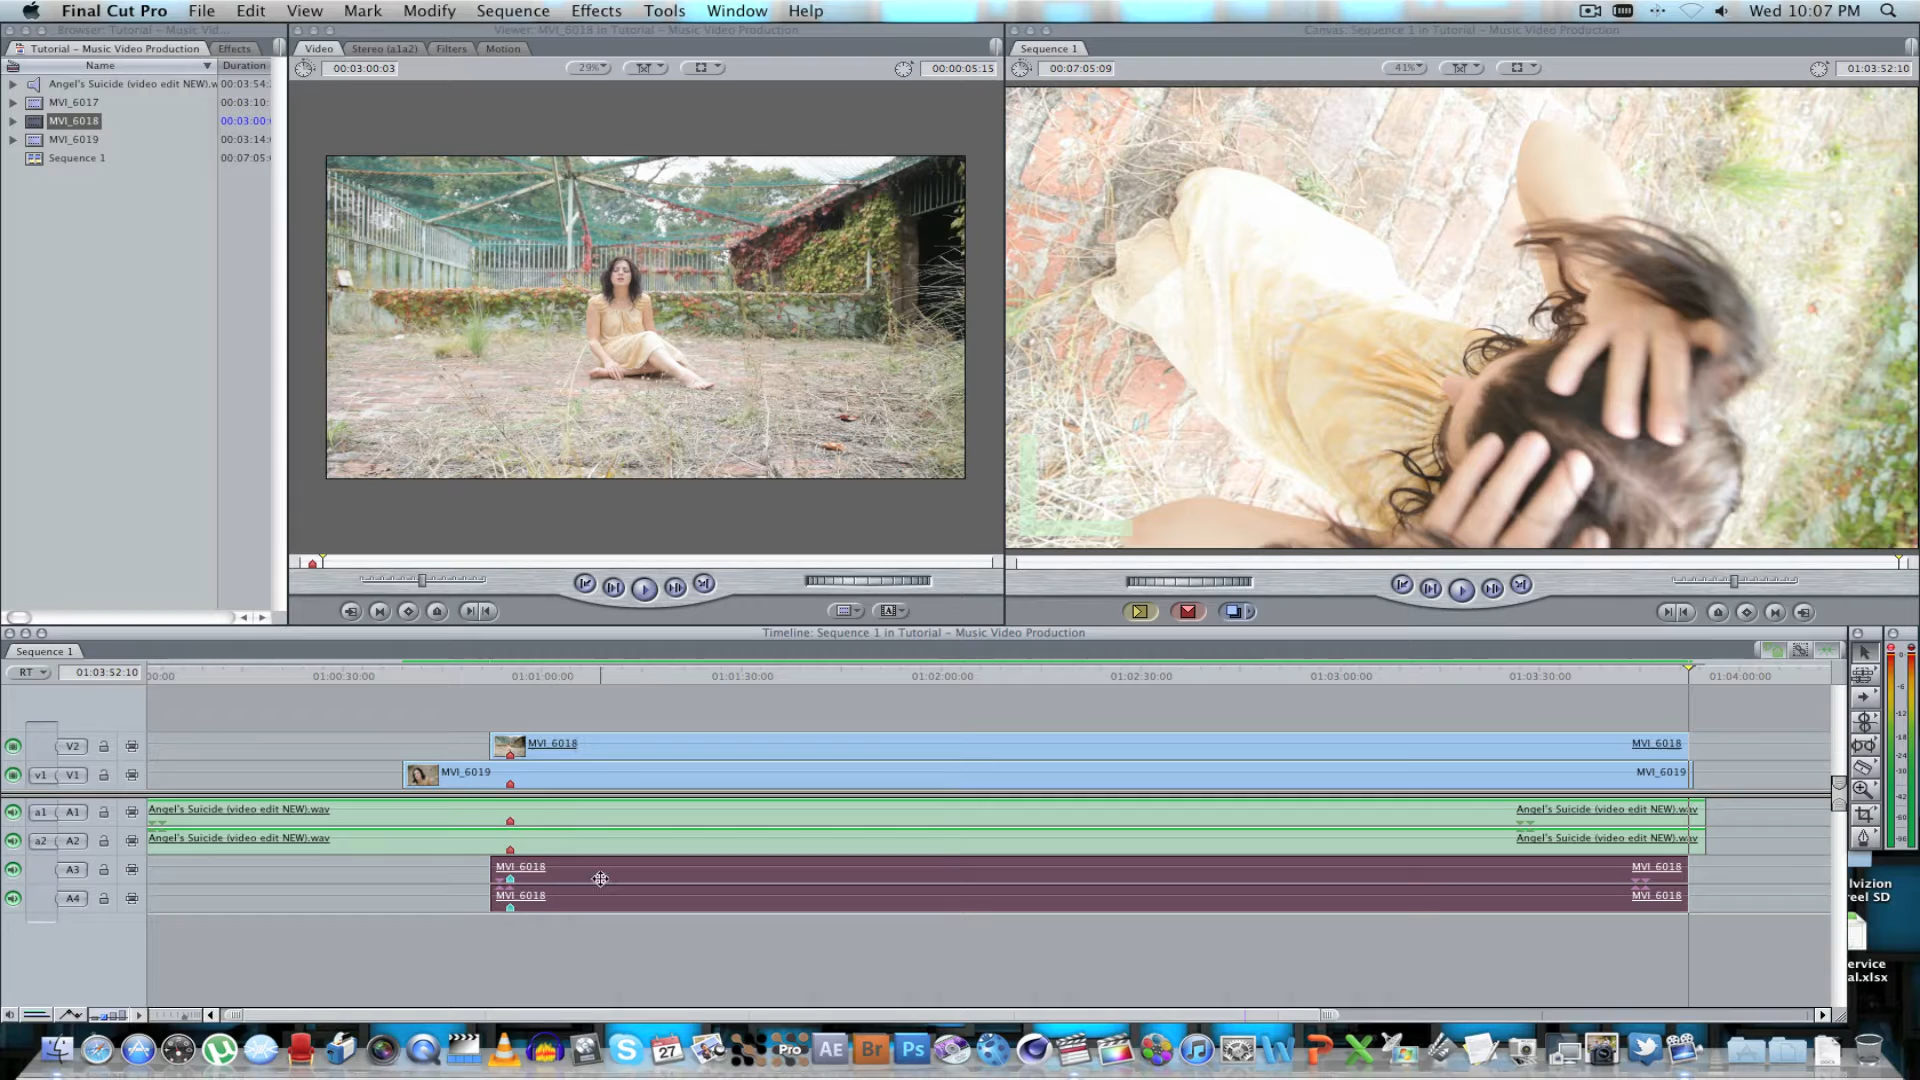 Final Cut Pro File Edit View Mark Modify Sequence Effects Tools Window Help Wed 10:07 PM
Browser: Tutorial – Music Vid...
Viewer: MVI_6018 in Tutorial – Music Video Production
Canvas: Sequence 1 in Tutorial – Music Video Production
Tutorial – Music Video Production Effects
Video Stereo (a1a2) Filters Motion
Sequence 1
Name Duration
00:03:00:03 29% 00:00:05:15
00:07:05:09 41% 01:03:52:10
Angel's Suicide (video edit NEW).w 00:03:54:
MVI_6017 00:03:10:
MVI_6018 00:03:00:
MVI_6019 00:03:14:
Sequence 1 00:07:05:
Timeline: Sequence 1 in Tutorial – Music Video Production
Sequence 1
RT 01:03:52:10
00:00 01:00:30:00 01:01:00:00 01:01:30:00 01:02:00:00 01:02:30:00 01:03:00:00 01:03:30:00 01:04:00:00
V2 MVI_6018 MVI_6018
v1 V1 MVI_6019 MVI_6019
a1 A1 Angel's Suicide (video edit NEW).wav Angel's Suicide (video edit NEW).wav
a2 A2 Angel's Suicide (video edit NEW).wav Angel's Suicide (video edit NEW).wav
A3 MVI_6018 MVI_6018
A4 MVI_6018 MVI_6018
lvizion
reel SD
ervice
al.xlsx
27
Pro AE Br Ps